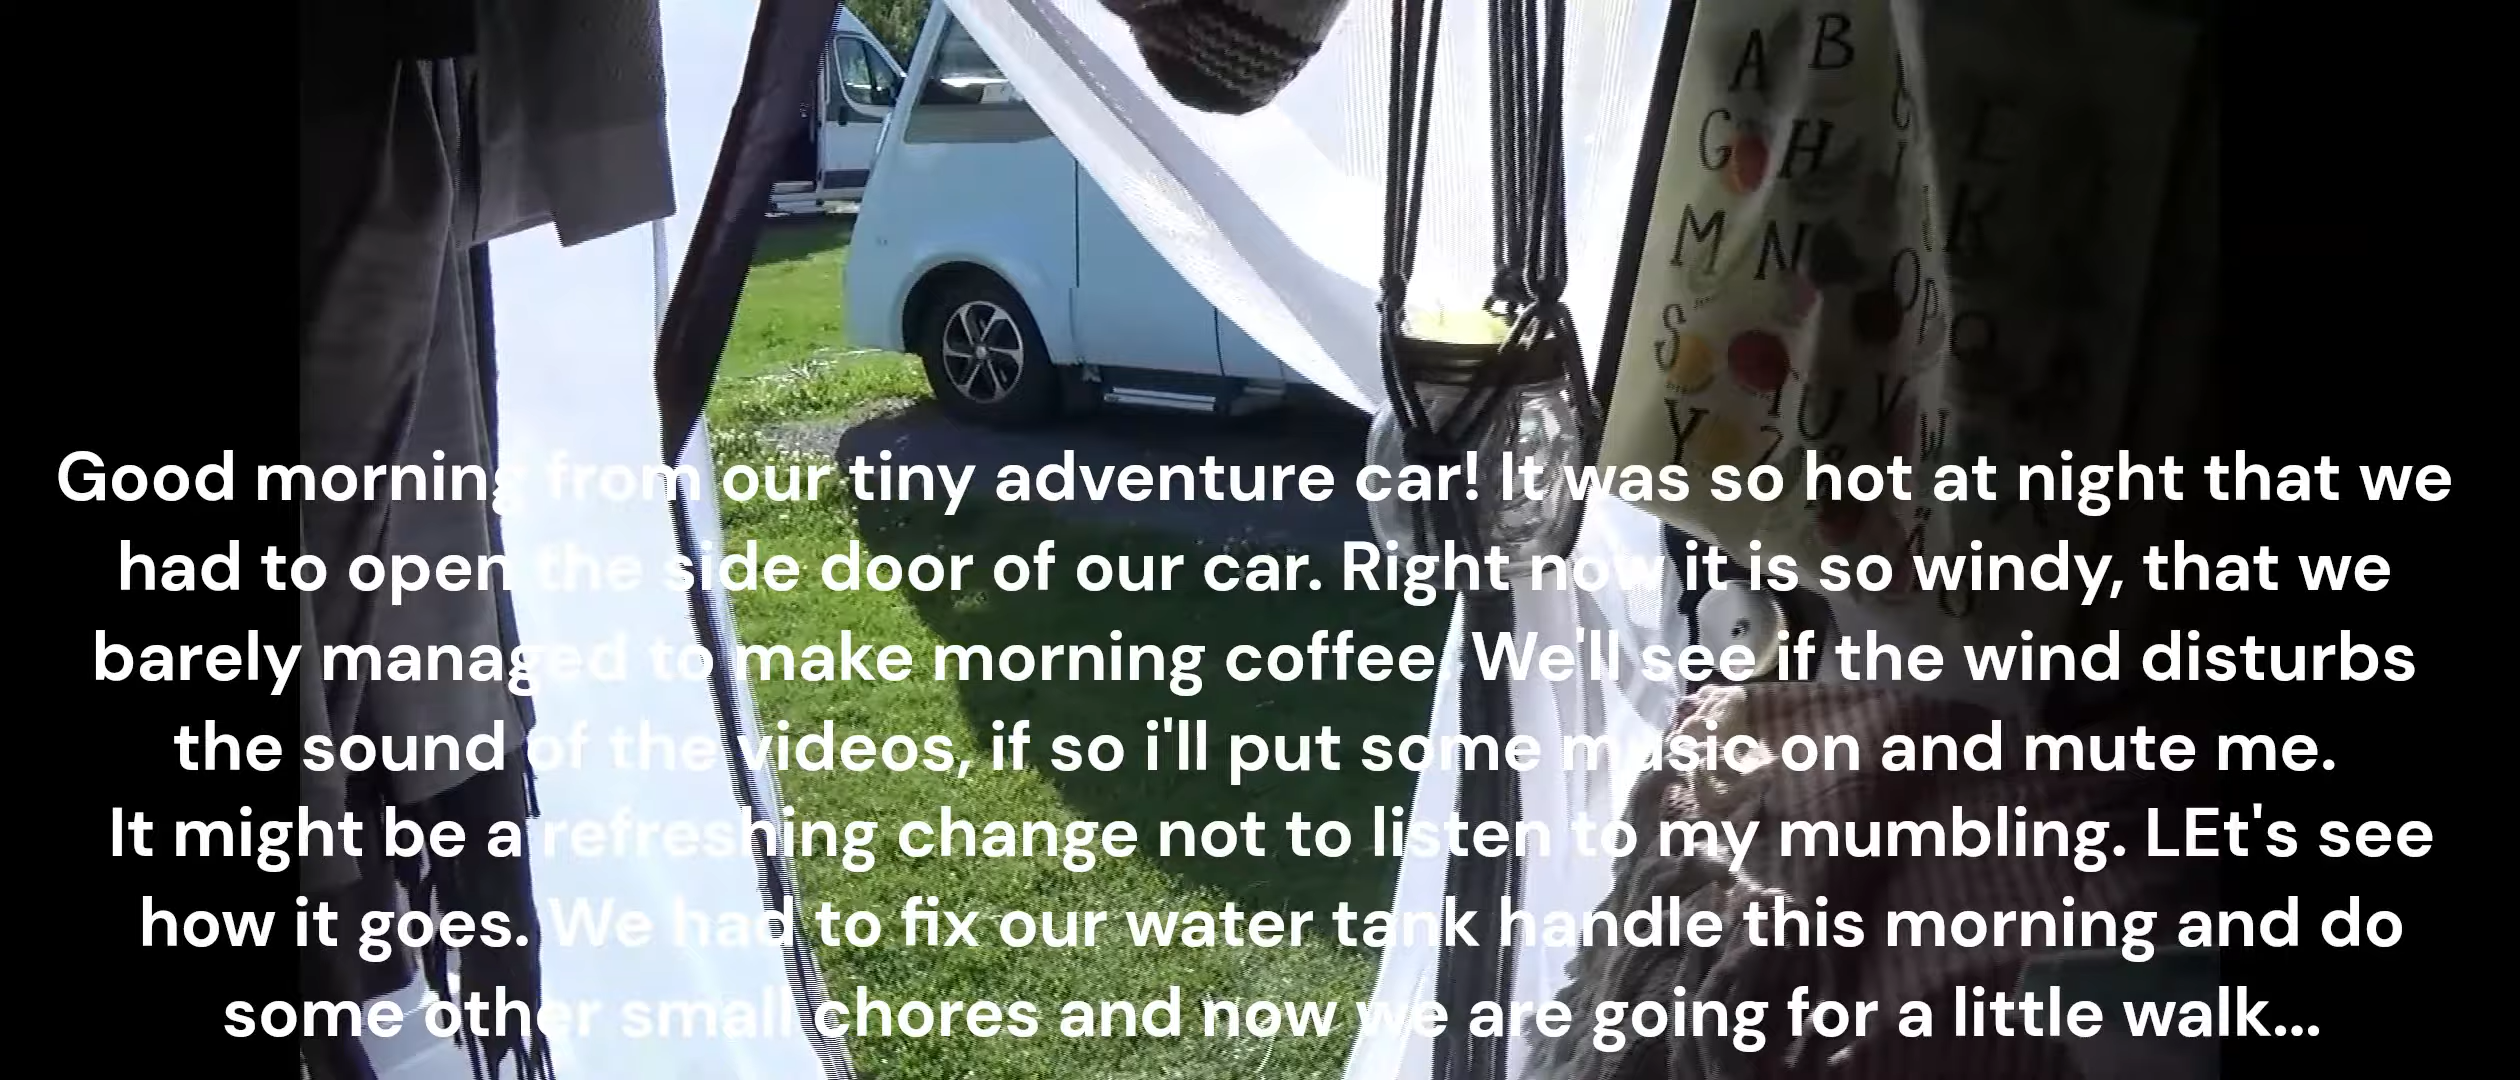 A B
G H
E
M N
K
O P Q
S
T U V W
Y Z
Good morning from our tiny adventure car! It was so hot at night that we
had to open the side door of our car. Right now it is so windy, that we
barely managed to make morning coffee. We'll see if the wind disturbs
the sound of the videos, if so i'll put some music on and mute me.
It might be a refreshing change not to listen to my mumbling. LEt's see
how it goes. We had to fix our water tank handle this morning and do
some other small chores and now we are going for a little walk...